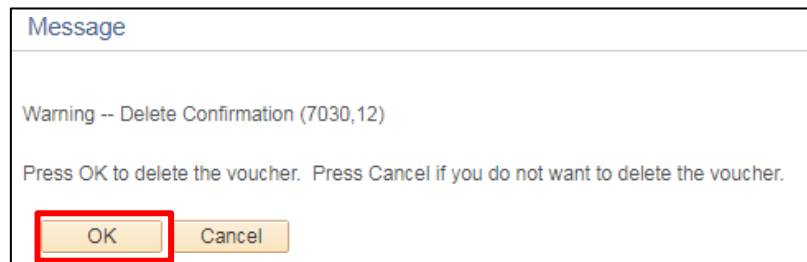 Message
Warning -- Delete Confirmation (7030,12)
Press OK to delete the voucher.  Press Cancel if you do not want to delete the voucher.
OK Cancel